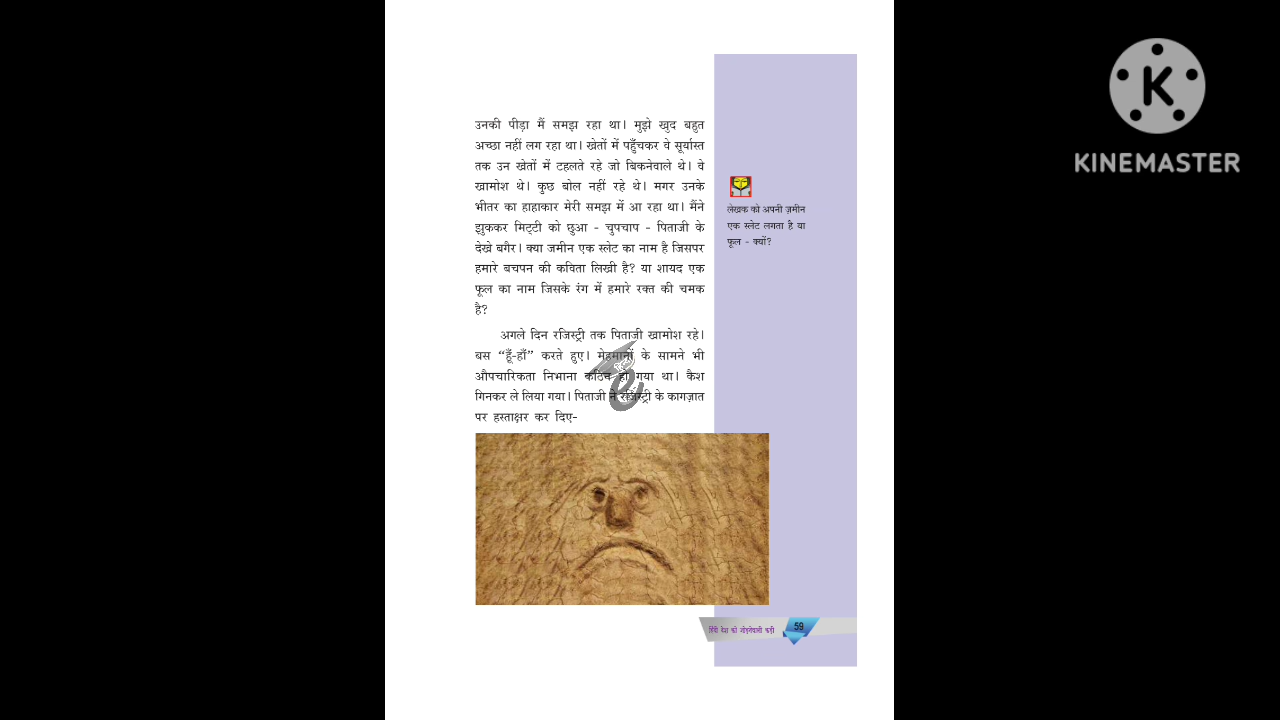 उनकी पीड़ा मैं समझ रहा था। मुझे खुद बहुत
अच्छा नहीं लग रहा था। खेतों में पहुँचकर वे सूर्यास्त
तक उन खेतों में टहलते रहे जो बिकनेवाले थे। वे
खामोश थे। कुछ बोल नहीं रहे थे। मगर उनके
भीतर का हाहाकार मेरी समझ में आ रहा था। मैंने
झुककर मिट्टी को छुआ - चुपचाप - पिताजी के
देखे बगैर। क्या जमीन एक स्लेट का नाम है जिसपर
हमारे बचपन की कविता लिखी है? या शायद एक
फूल का नाम जिसके रंग में हमारे रक्त की चमक
है?
अगले दिन रजिस्ट्री तक पिताजी खामोश रहे।
बस “हूँ-हाँ” करते हुए। मेहमानों के सामने भी
औपचारिकता निभाना कठिन हो गया था। कैश
गिनकर ले लिया गया। पिताजी ने रजिस्ट्री के कागज़ात
पर हस्ताक्षर कर दिए-
लेखक को अपनी ज़मीन
एक स्लेट लगता है या
फूल - क्यों?
हिंदी देश को जोड़नेवाली कड़ी
59
KINEMASTER